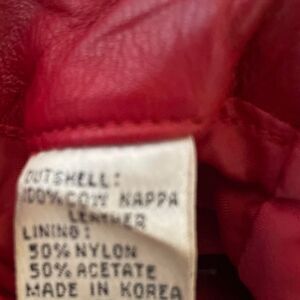 OUTSHELL:
100% COW NAPPA
LEATHER
LINING:
50% NYLON
50% ACETATE
MADE IN KOREA